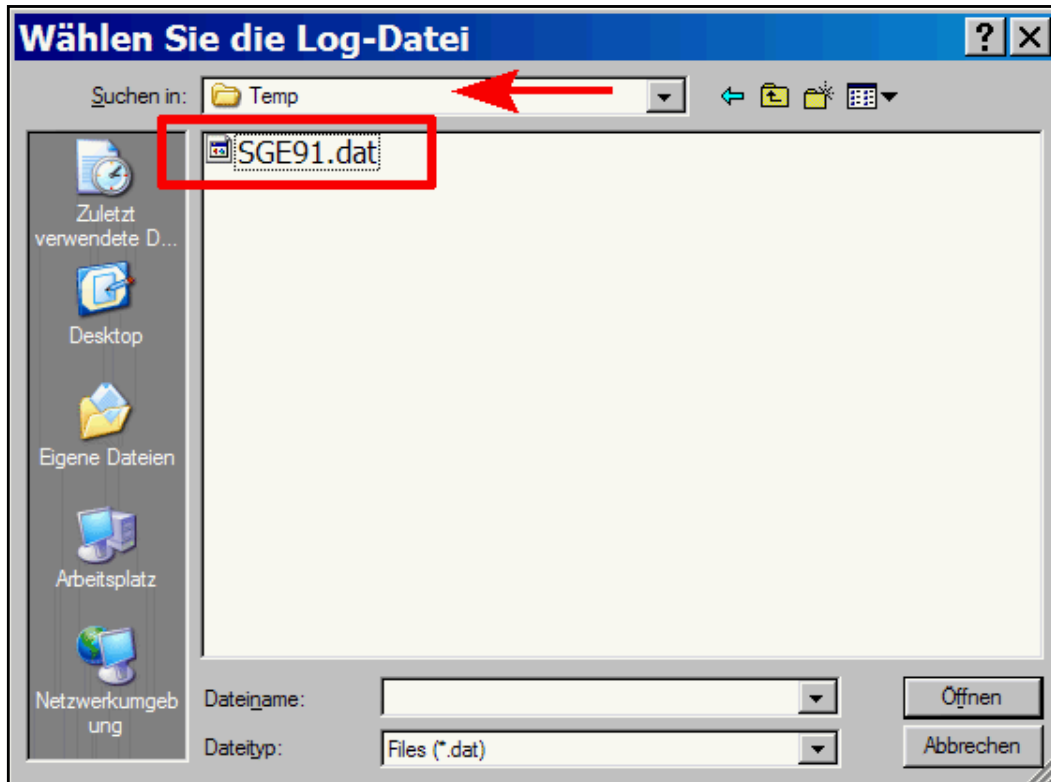 Wählen Sie die Log-Datei
Suchen in:
Temp
SGE91.dat
Zuletzt
verwendete D...
Desktop
Eigene Dateien
Arbeitsplatz
Netzwerkumgeb
ung
Dateiname:
Öffnen
Dateityp:
Files (*.dat)
Abbrechen